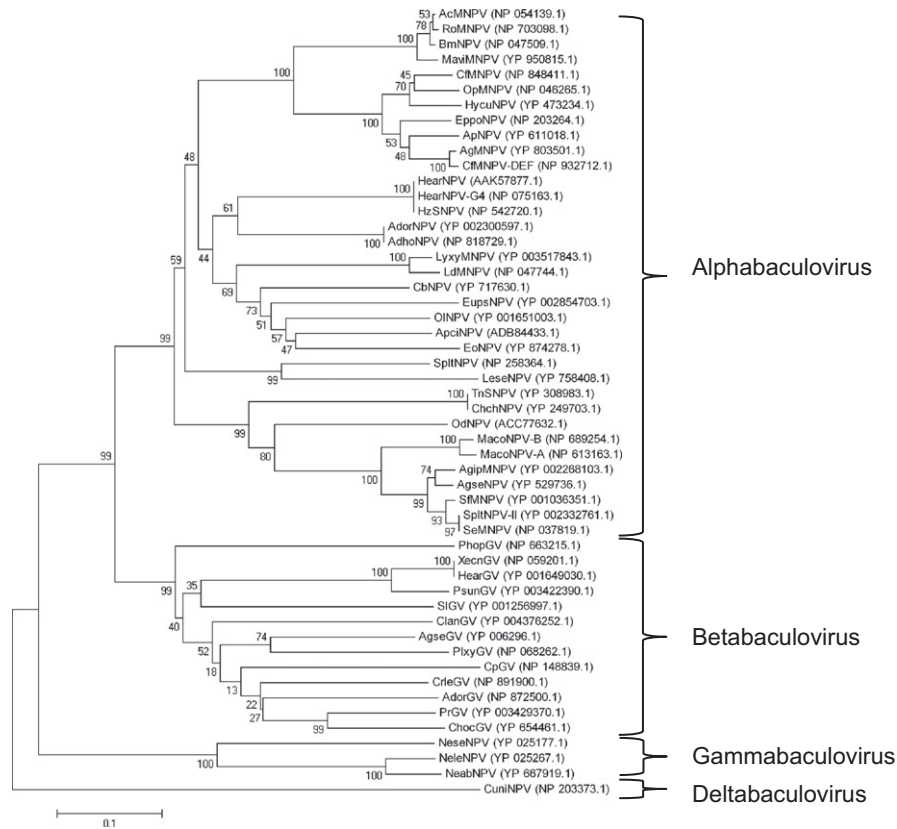 AcMNPV (NP 054139.1)
RoMNPV (NP 703098.1)
BmNPV (NP 047509.1)
MaviMNPV (YP 950815.1)
CfMNPV (NP 848411.1)
OpMNPV (NP 046265.1)
HycuNPV (YP 473234.1)
EppoNPV (NP 203264.1)
ApNPV (YP 611018.1)
AgMNPV (YP 803501.1)
CfMNPV-DEF (NP 932712.1)
HearNPV (AAK57877.1)
HearNPV-G4 (NP 075163.1)
HzSNPV (NP 542720.1)
AdorNPV (YP 002300597.1)
AdhoNPV (NP 818729.1)
LyxyMNPV (YP 003517843.1)
LdMNPV (NP 047744.1)
CbNPV (YP 717630.1)
EupsNPV (YP 002854703.1)
OlNPV (YP 001651003.1)
ApciNPV (ADB84433.1)
EoNPV (YP 874278.1)
SpltNPV (NP 258364.1)
LeseNPV (YP 758408.1)
TnSNPV (YP 308983.1)
ChchNPV (YP 249703.1)
OdNPV (ACC77632.1)
MacoNPV-B (NP 689254.1)
MacoNPV-A (NP 613163.1)
AgipMNPV (YP 002268103.1)
AgseNPV (YP 529736.1)
SfMNPV (YP 001036351.1)
SpltNPV-II (YP 002332761.1)
SeMNPV (NP 037819.1)
PhopGV (NP 663215.1)
XecnGV (NP 059201.1)
HearGV (YP 001649030.1)
PsunGV (YP 003422390.1)
SlGV (YP 001256997.1)
ClanGV (YP 004376252.1)
AgseGV (YP 006296.1)
PlxyGV (NP 068262.1)
CpGV (NP 148839.1)
CrleGV (NP 891900.1)
AdorGV (NP 872500.1)
PrGV (YP 003429370.1)
ChocGV (YP 654461.1)
NeseNPV (YP 025177.1)
NeleNPV (YP 025267.1)
NeabNPV (YP 667919.1)
CuniNPV (NP 203373.1)
Alphabaculovirus
Betabaculovirus
Gammabaculovirus
Deltabaculovirus
53
78
100
100
45
70
100
53
48
100
48
100
61
100
44
100
69
73
51
57
47
59
99
99
100
99
80
100
100
74
99
93
97
99
100
35
99
40
52
74
18
13
22
27
99
100
100
0.1